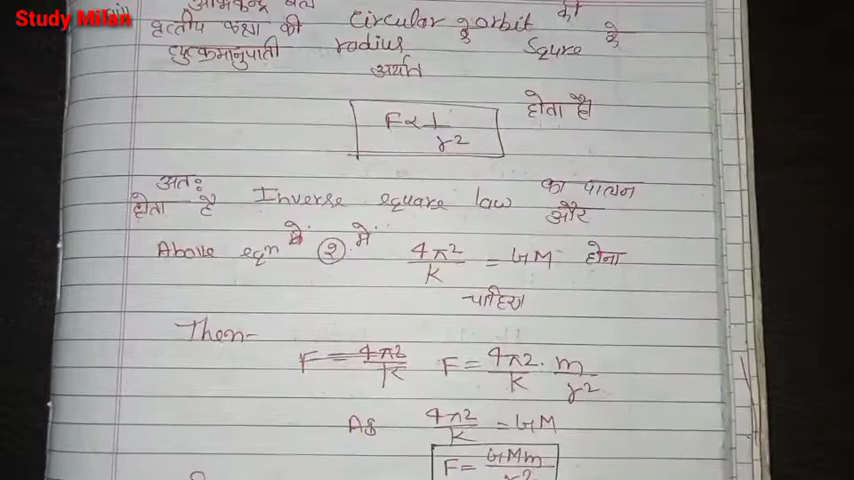 Study Milan
अभिकेन्द्र बल
वृत्तीय कक्षा की circular orbit की
व्युत्क्रमानुपाती radius के Squre के
अर्थात
F ∝ 1/r² होता है
अतः
होता है Inverse square law का पालन
और
Above eqn में (२) में 4π²/K = GM होना
चाहिए
Then-
F = 4π²/K F = 4π²/K . m/r²
As 4π²/K = GM
F = GMm/r²